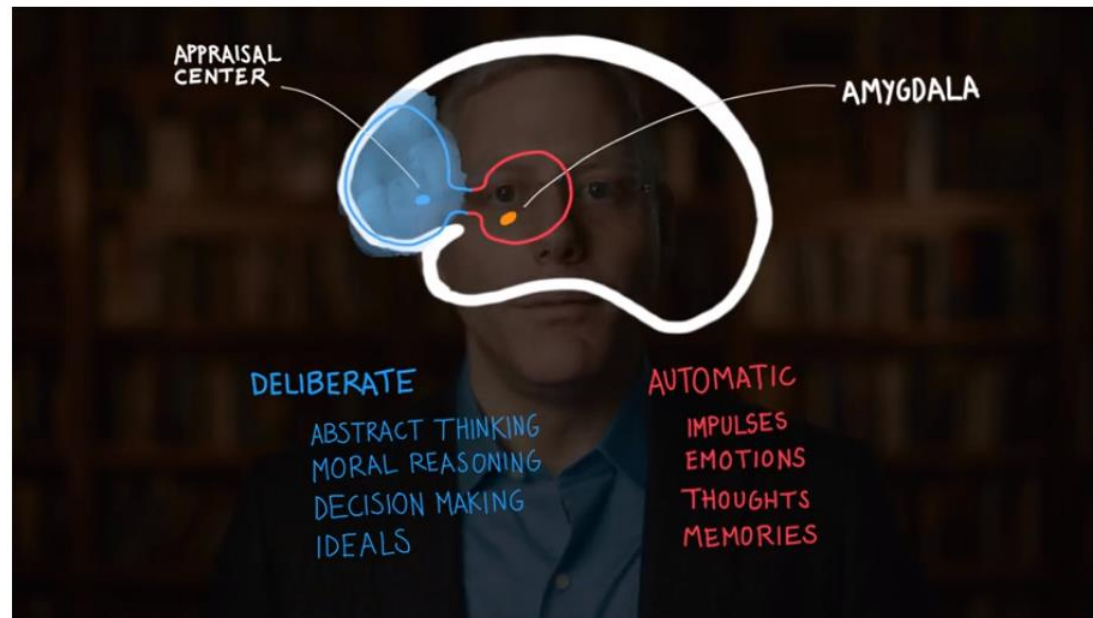 APPRAISAL
CENTER
AMYGDALA
DELIBERATE
ABSTRACT THINKING
MORAL REASONING
DECISION MAKING
IDEALS
AUTOMATIC
IMPULSES
EMOTIONS
THOUGHTS
MEMORIES